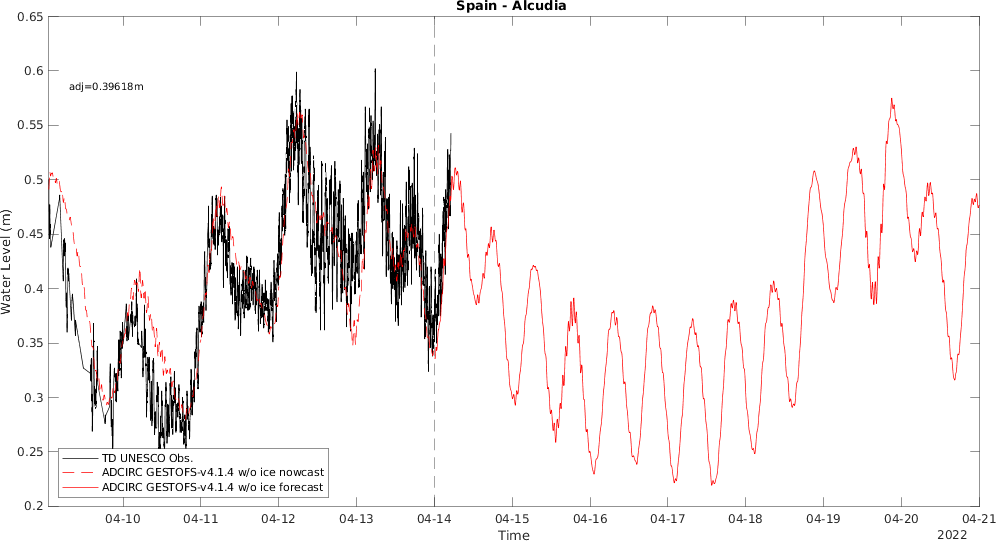 Spain - Alcudia
0.65
0.6
0.55
0.5
0.45
0.4
0.35
0.3
0.25
0.2
Water Level (m)
adj=0.39618m
TD UNESCO Obs.
ADCIRC GESTOFS-v4.1.4 w/o ice nowcast
ADCIRC GESTOFS-v4.1.4 w/o ice forecast
04-10 04-11 04-12 04-13 04-14 04-15 04-16 04-17 04-18 04-19 04-20 04-21
Time
2022